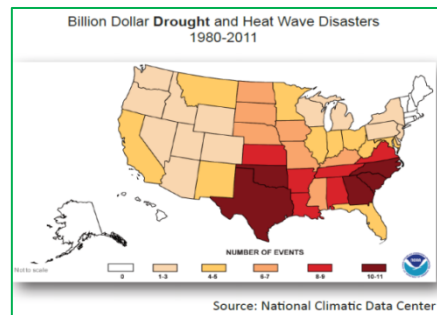 Billion Dollar Drought and Heat Wave Disasters
1980-2011
Not to scale
NUMBER OF EVENTS
0 1-3 4-5 6-7 8-9 10-11
Source: National Climatic Data Center